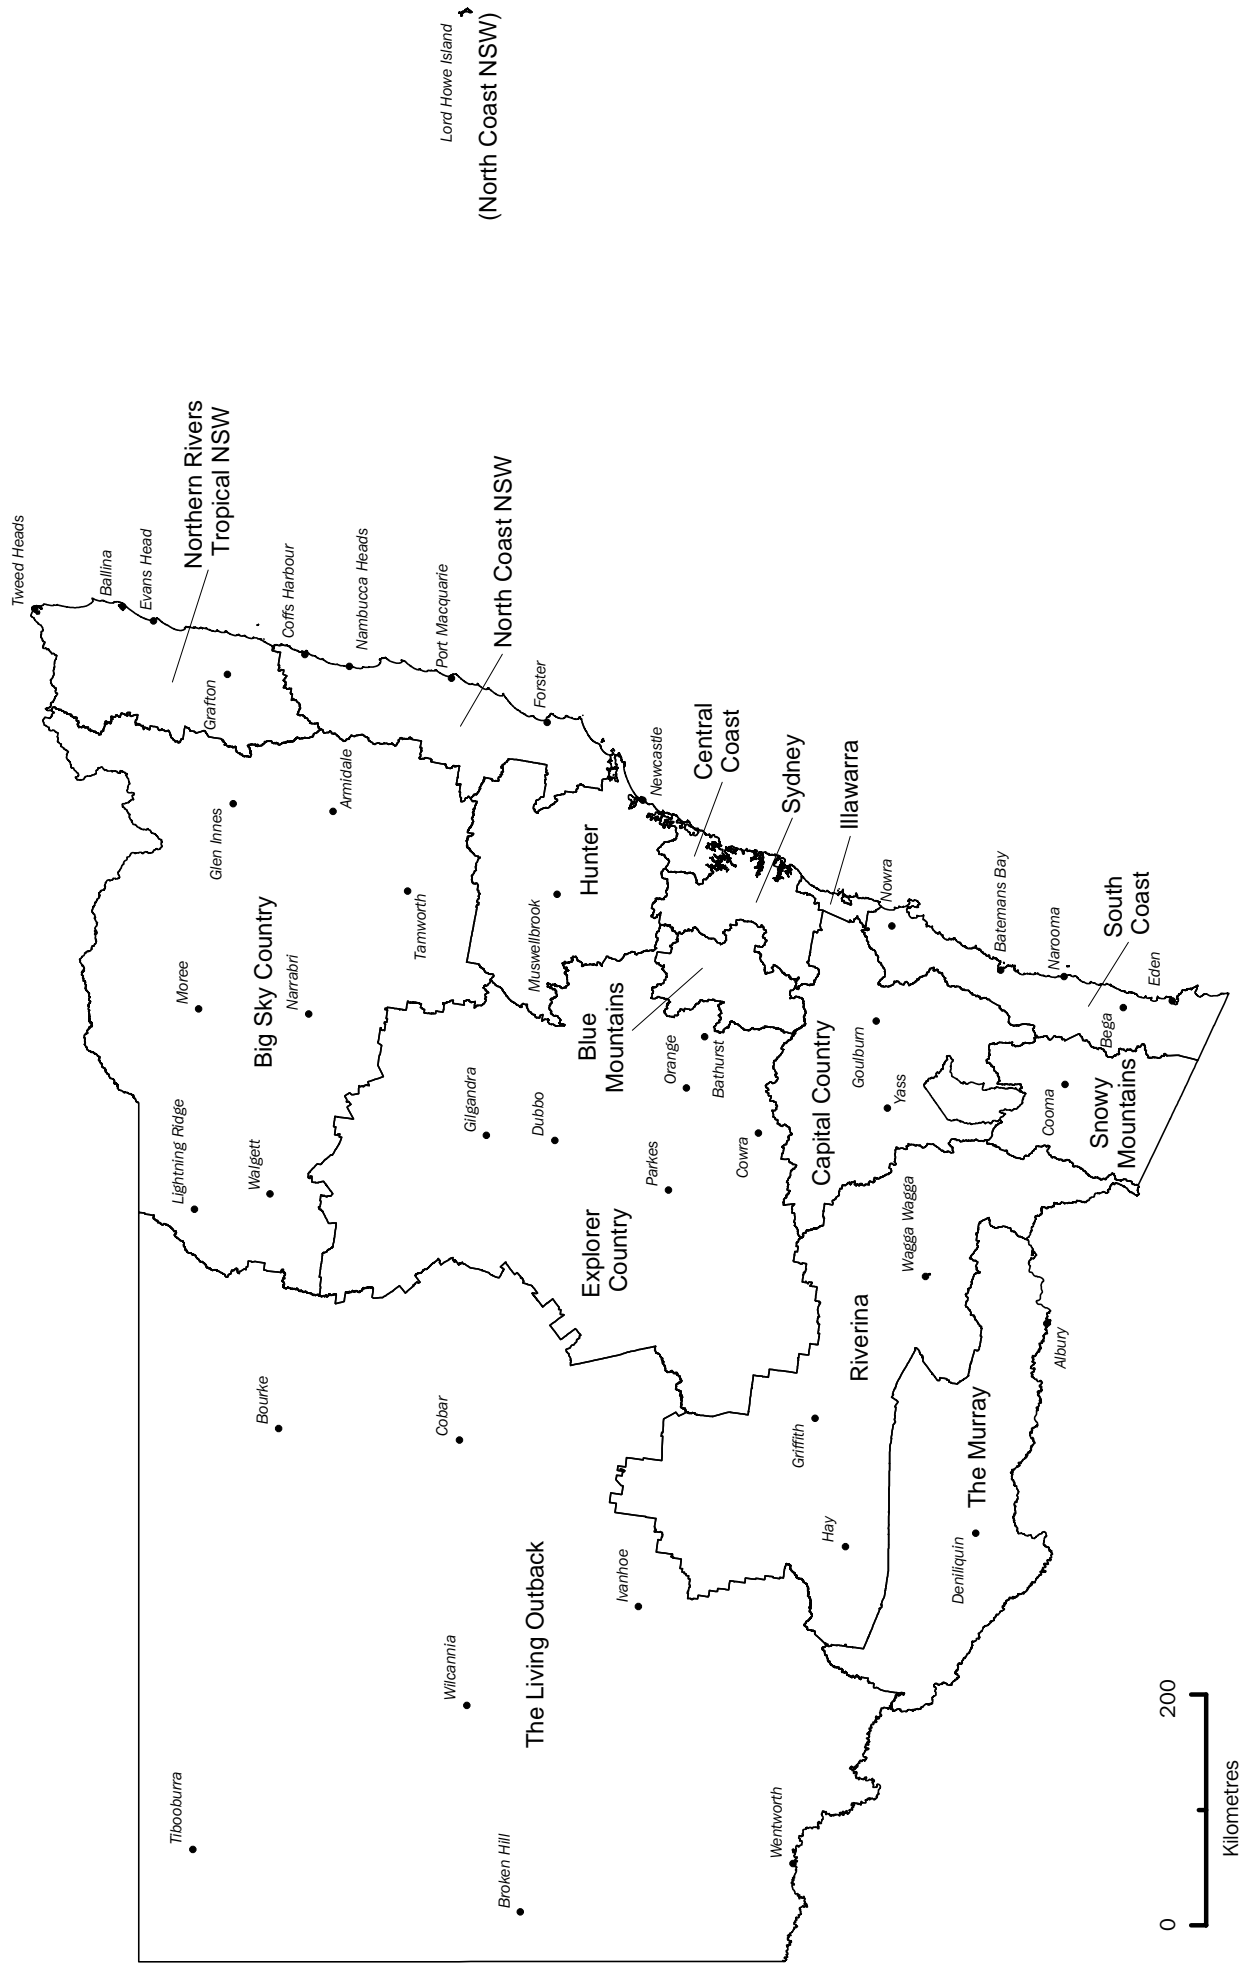 Tweed Heads
Ballina
Evans Head
Northern Rivers
Tropical NSW
Grafton
Coffs Harbour
Nambucca Heads
Port Macquarie
North Coast NSW
Forster
Lord Howe Island
(North Coast NSW)
Glen Innes
Armidale
Moree
Big Sky Country
Narrabri
Tamworth
Lightning Ridge
Walgett
Tibooburra
Bourke
Cobar
Wilcannia
The Living Outback
Broken Hill
Ivanhoe
Wentworth
Gilgandra
Dubbo
Explorer
Country
Parkes
Orange
Bathurst
Cowra
Muswellbrook
Hunter
Newcastle
Blue
Mountains
Central
Coast
Sydney
Illawarra
Nowra
Capital Country
Goulburn
Yass
Riverina
Griffith
Hay
Wagga Wagga
The Murray
Deniliquin
Albury
Batemans Bay
Narooma
South
Coast
Bega
Eden
Cooma
Snowy
Mountains
0
200
Kilometres